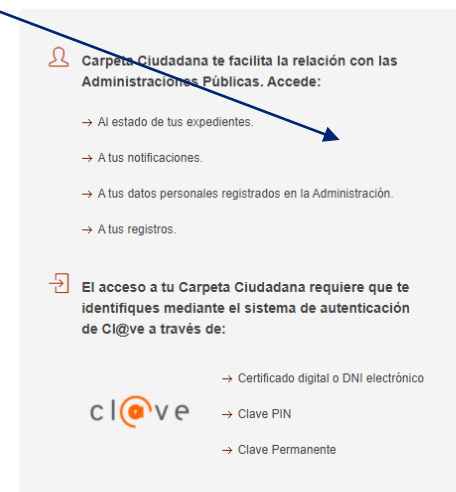 Carpeta Ciudadana te facilita la relación con las
Administraciones Públicas. Accede:
→ Al estado de tus expedientes.
→ A tus notificaciones.
→ A tus datos personales registrados en la Administración.
→ A tus registros.
El acceso a tu Carpeta Ciudadana requiere que te
identifiques mediante el sistema de autenticación
de Cl@ve a través de:
→ Certificado digital o DNI electrónico
cl@ve
→ Clave PIN
→ Clave Permanente